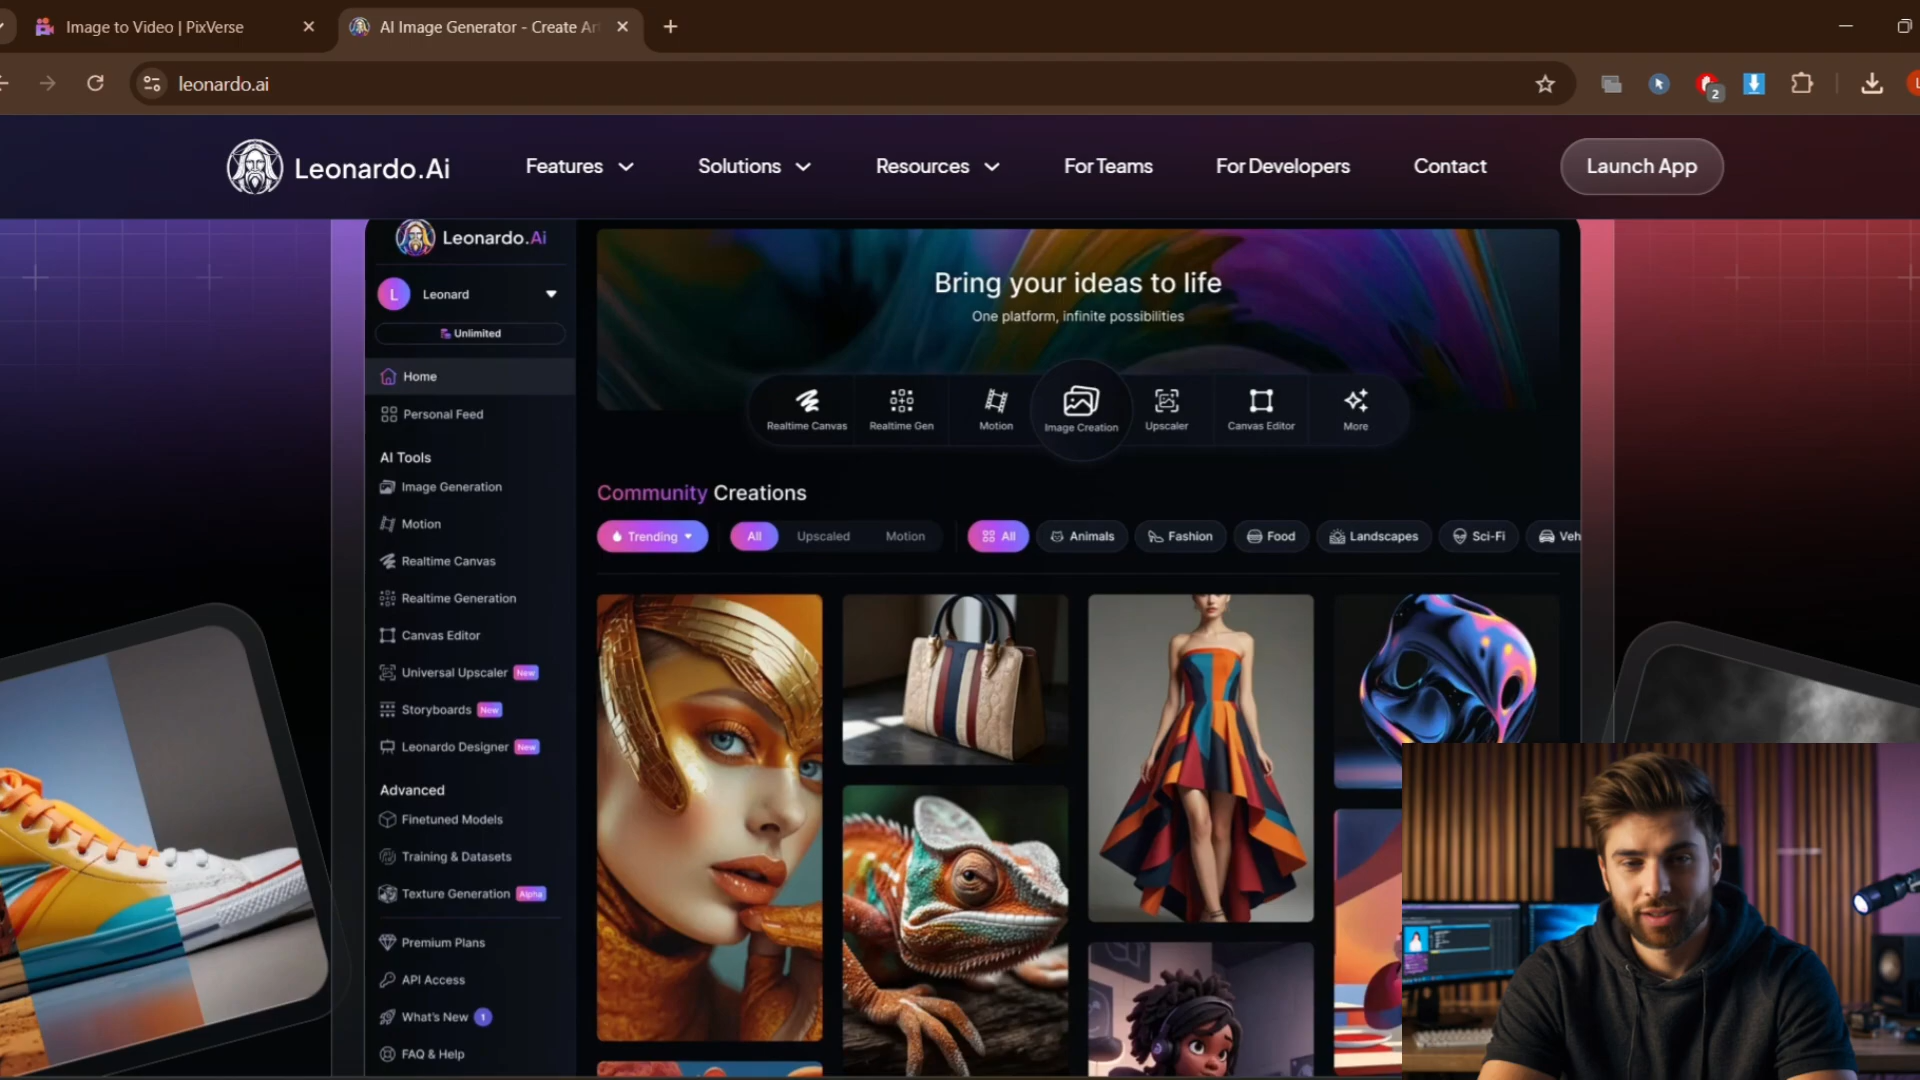 Image to Video | PixVerse
AI Image Generator - Create Art
leonardo.ai
2
Leonardo.Ai
Features
Solutions
Resources
For Teams
For Developers
Contact
Launch App
Leonardo.Ai
L
Leonard
Unlimited
Home
Personal Feed
AI Tools
Image Generation
Motion
Realtime Canvas
Realtime Generation
Canvas Editor
Universal Upscaler New
Storyboards New
Leonardo Designer New
Advanced
Finetuned Models
Training & Datasets
Texture Generation Alpha
Premium Plans
API Access
What's New 1
FAQ & Help
Bring your ideas to life
One platform, infinite possibilities
Realtime Canvas
Realtime Gen
Motion
Image Creation
Upscaler
Canvas Editor
More
Community Creations
Trending
All
Upscaled
Motion
All
Animals
Fashion
Food
Landscapes
Sci-Fi
Veh